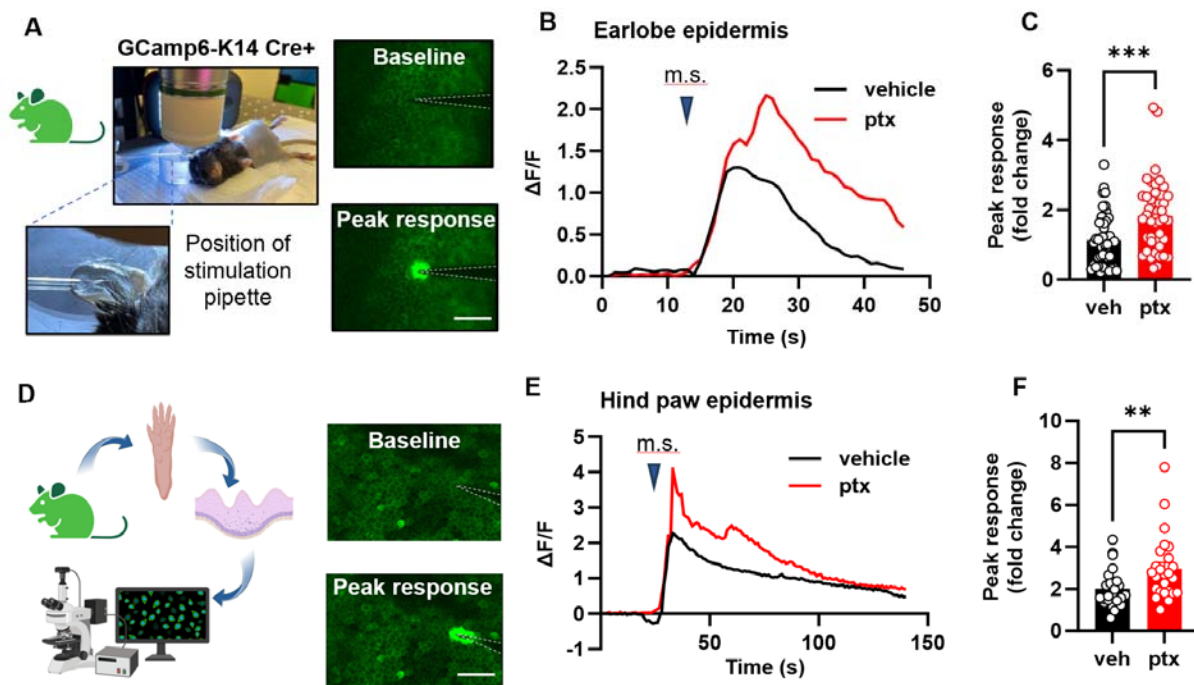 A
GCamp6-K14 Cre+
Baseline
Peak response
Position of
stimulation
pipette
B
Earlobe epidermis
m.s.
vehicle
ptx
ΔF/F
2.5
2.0
1.5
1.0
0.5
0.0
0 10 20 30 40 50
Time (s)
C
***
Peak response
(fold change)
6
4
2
0
veh ptx
D
Baseline
Peak response
E
Hind paw epidermis
m.s.
vehicle
ptx
ΔF/F
5
4
3
2
1
0
-1
50 100 150
Time (s)
F
**
Peak response
(fold change)
10
8
6
4
2
0
veh ptx